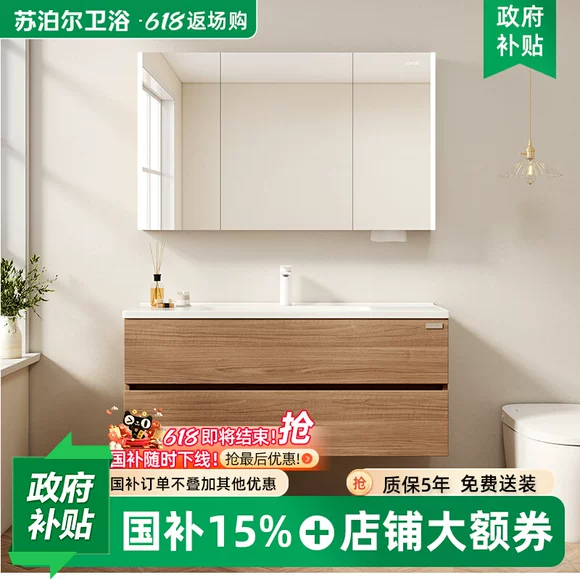 苏泊尔卫浴·618返场购
政府
补贴
618即将结束!抢
国补随时下线!抢最后优惠!
国补订单不叠加其他优惠
抢 质保5年 免费送装
政府
补贴
国补15%+店铺大额券